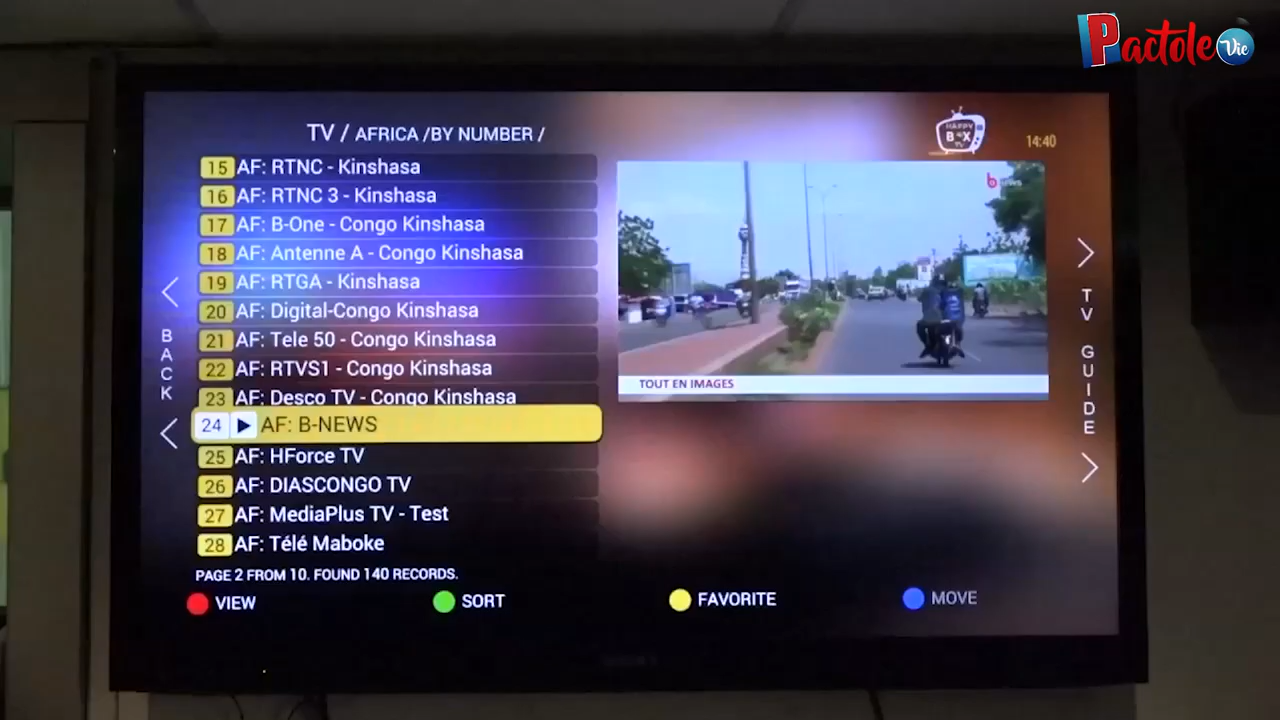 Pactole Vie
TV / AFRICA /BY NUMBER /
HAPPY
BOX
TV
14:40
15 AF: RTNC - Kinshasa
16 AF: RTNC 3 - Kinshasa
17 AF: B-One - Congo Kinshasa
18 AF: Antenne A - Congo Kinshasa
19 AF: RTGA - Kinshasa
20 AF: Digital-Congo Kinshasa
21 AF: Tele 50 - Congo Kinshasa
22 AF: RTVS1 - Congo Kinshasa
23 AF: Desco TV - Congo Kinshasa
24 AF: B-NEWS
25 AF: HForce TV
26 AF: DIASCONGO TV
27 AF: MediaPlus TV - Test
28 AF: Télé Maboke
PAGE 2 FROM 10. FOUND 140 RECORDS.
VIEW
SORT
FAVORITE
MOVE
BACK
b news
TOUT EN IMAGES
TV GUIDE